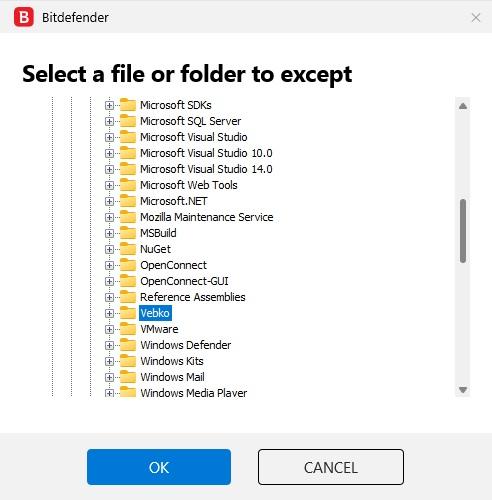 Bitdefender
Select a file or folder to except
Microsoft SDKs
Microsoft SQL Server
Microsoft Visual Studio
Microsoft Visual Studio 10.0
Microsoft Visual Studio 14.0
Microsoft Web Tools
Microsoft.NET
Mozilla Maintenance Service
MSBuild
NuGet
OpenConnect
OpenConnect-GUI
Reference Assemblies
Vebko
VMware
Windows Defender
Windows Kits
Windows Mail
Windows Media Player
OK
CANCEL